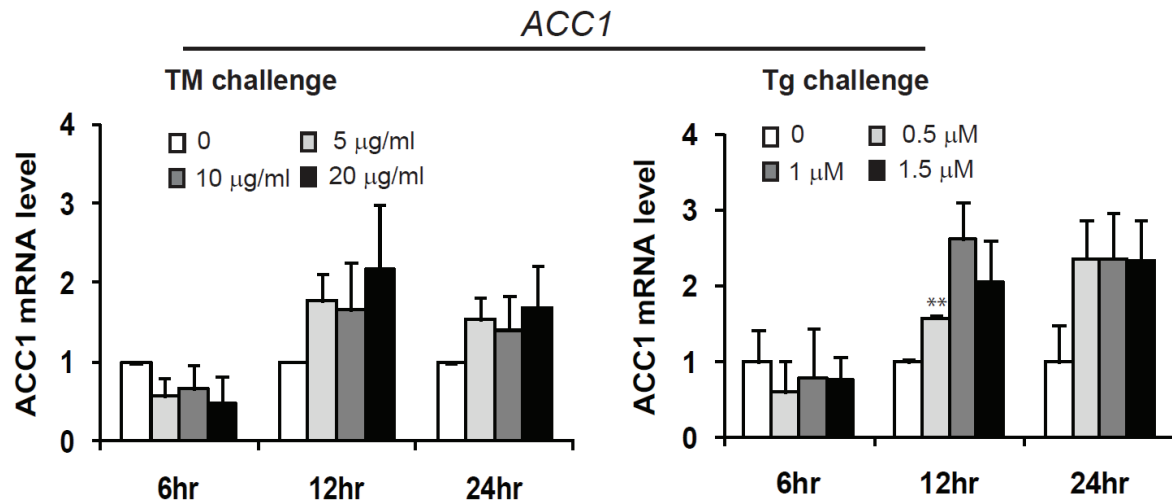 ACC1
TM challenge
0
5 μg/ml
10 μg/ml
20 μg/ml
ACC1 mRNA level
4
3
2
1
0
6hr
12hr
24hr
Tg challenge
0
0.5 μM
1 μM
1.5 μM
ACC1 mRNA level
4
3
2
1
0
**
6hr
12hr
24hr